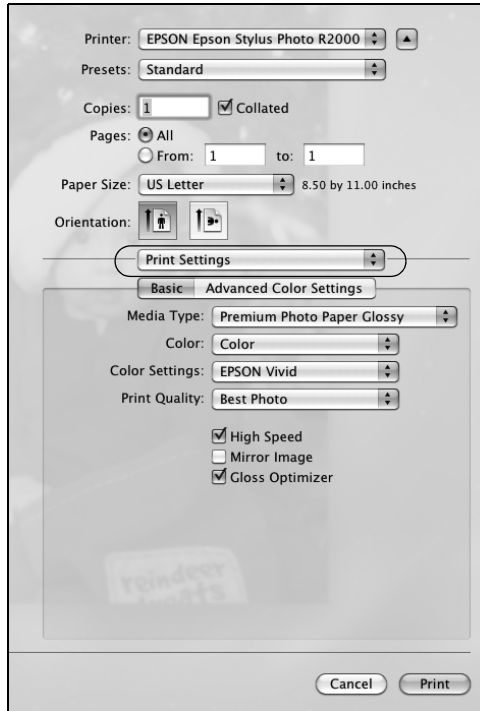 Printer: EPSON Epson Stylus Photo R2000
Presets: Standard
Copies: 1 Collated
Pages: All
From: 1 to: 1
Paper Size: US Letter 8.50 by 11.00 inches
Orientation:
Print Settings
Basic Advanced Color Settings
Media Type: Premium Photo Paper Glossy
Color: Color
Color Settings: EPSON Vivid
Print Quality: Best Photo
High Speed
Mirror Image
Gloss Optimizer
reindeer
Cancel Print